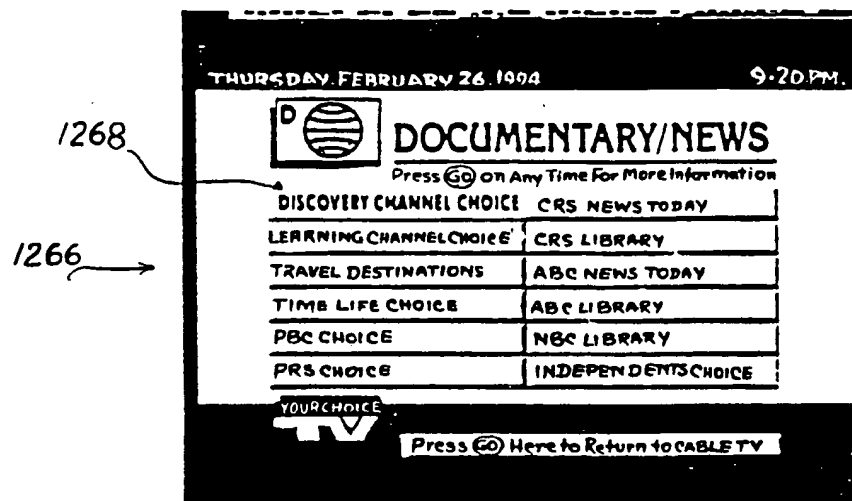 THURSDAY. FEBRUARY 26. 1994 9.20 P.M.
D
DOCUMENTARY/NEWS
1268
Press GO on Any Time For More Information
DISCOVERY CHANNEL CHOICE CRS NEWS TODAY
LEARNING CHANNEL CHOICE CRS LIBRARY
1266
TRAVEL DESTINATIONS ABC NEWS TODAY
TIME LIFE CHOICE ABC LIBRARY
PBC CHOICE NBC LIBRARY
PRS CHOICE INDEPENDENTS CHOICE
YOUR CHOICE
TV
Press GO Here to Return to CABLE TV